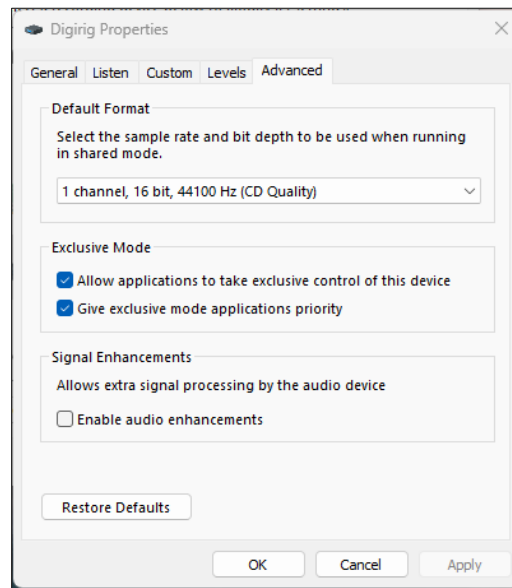 Digirig Properties
General Listen Custom Levels Advanced
Default Format
Select the sample rate and bit depth to be used when running
in shared mode.
1 channel, 16 bit, 44100 Hz (CD Quality)
Exclusive Mode
Allow applications to take exclusive control of this device
Give exclusive mode applications priority
Signal Enhancements
Allows extra signal processing by the audio device
Enable audio enhancements
Restore Defaults
OK Cancel Apply